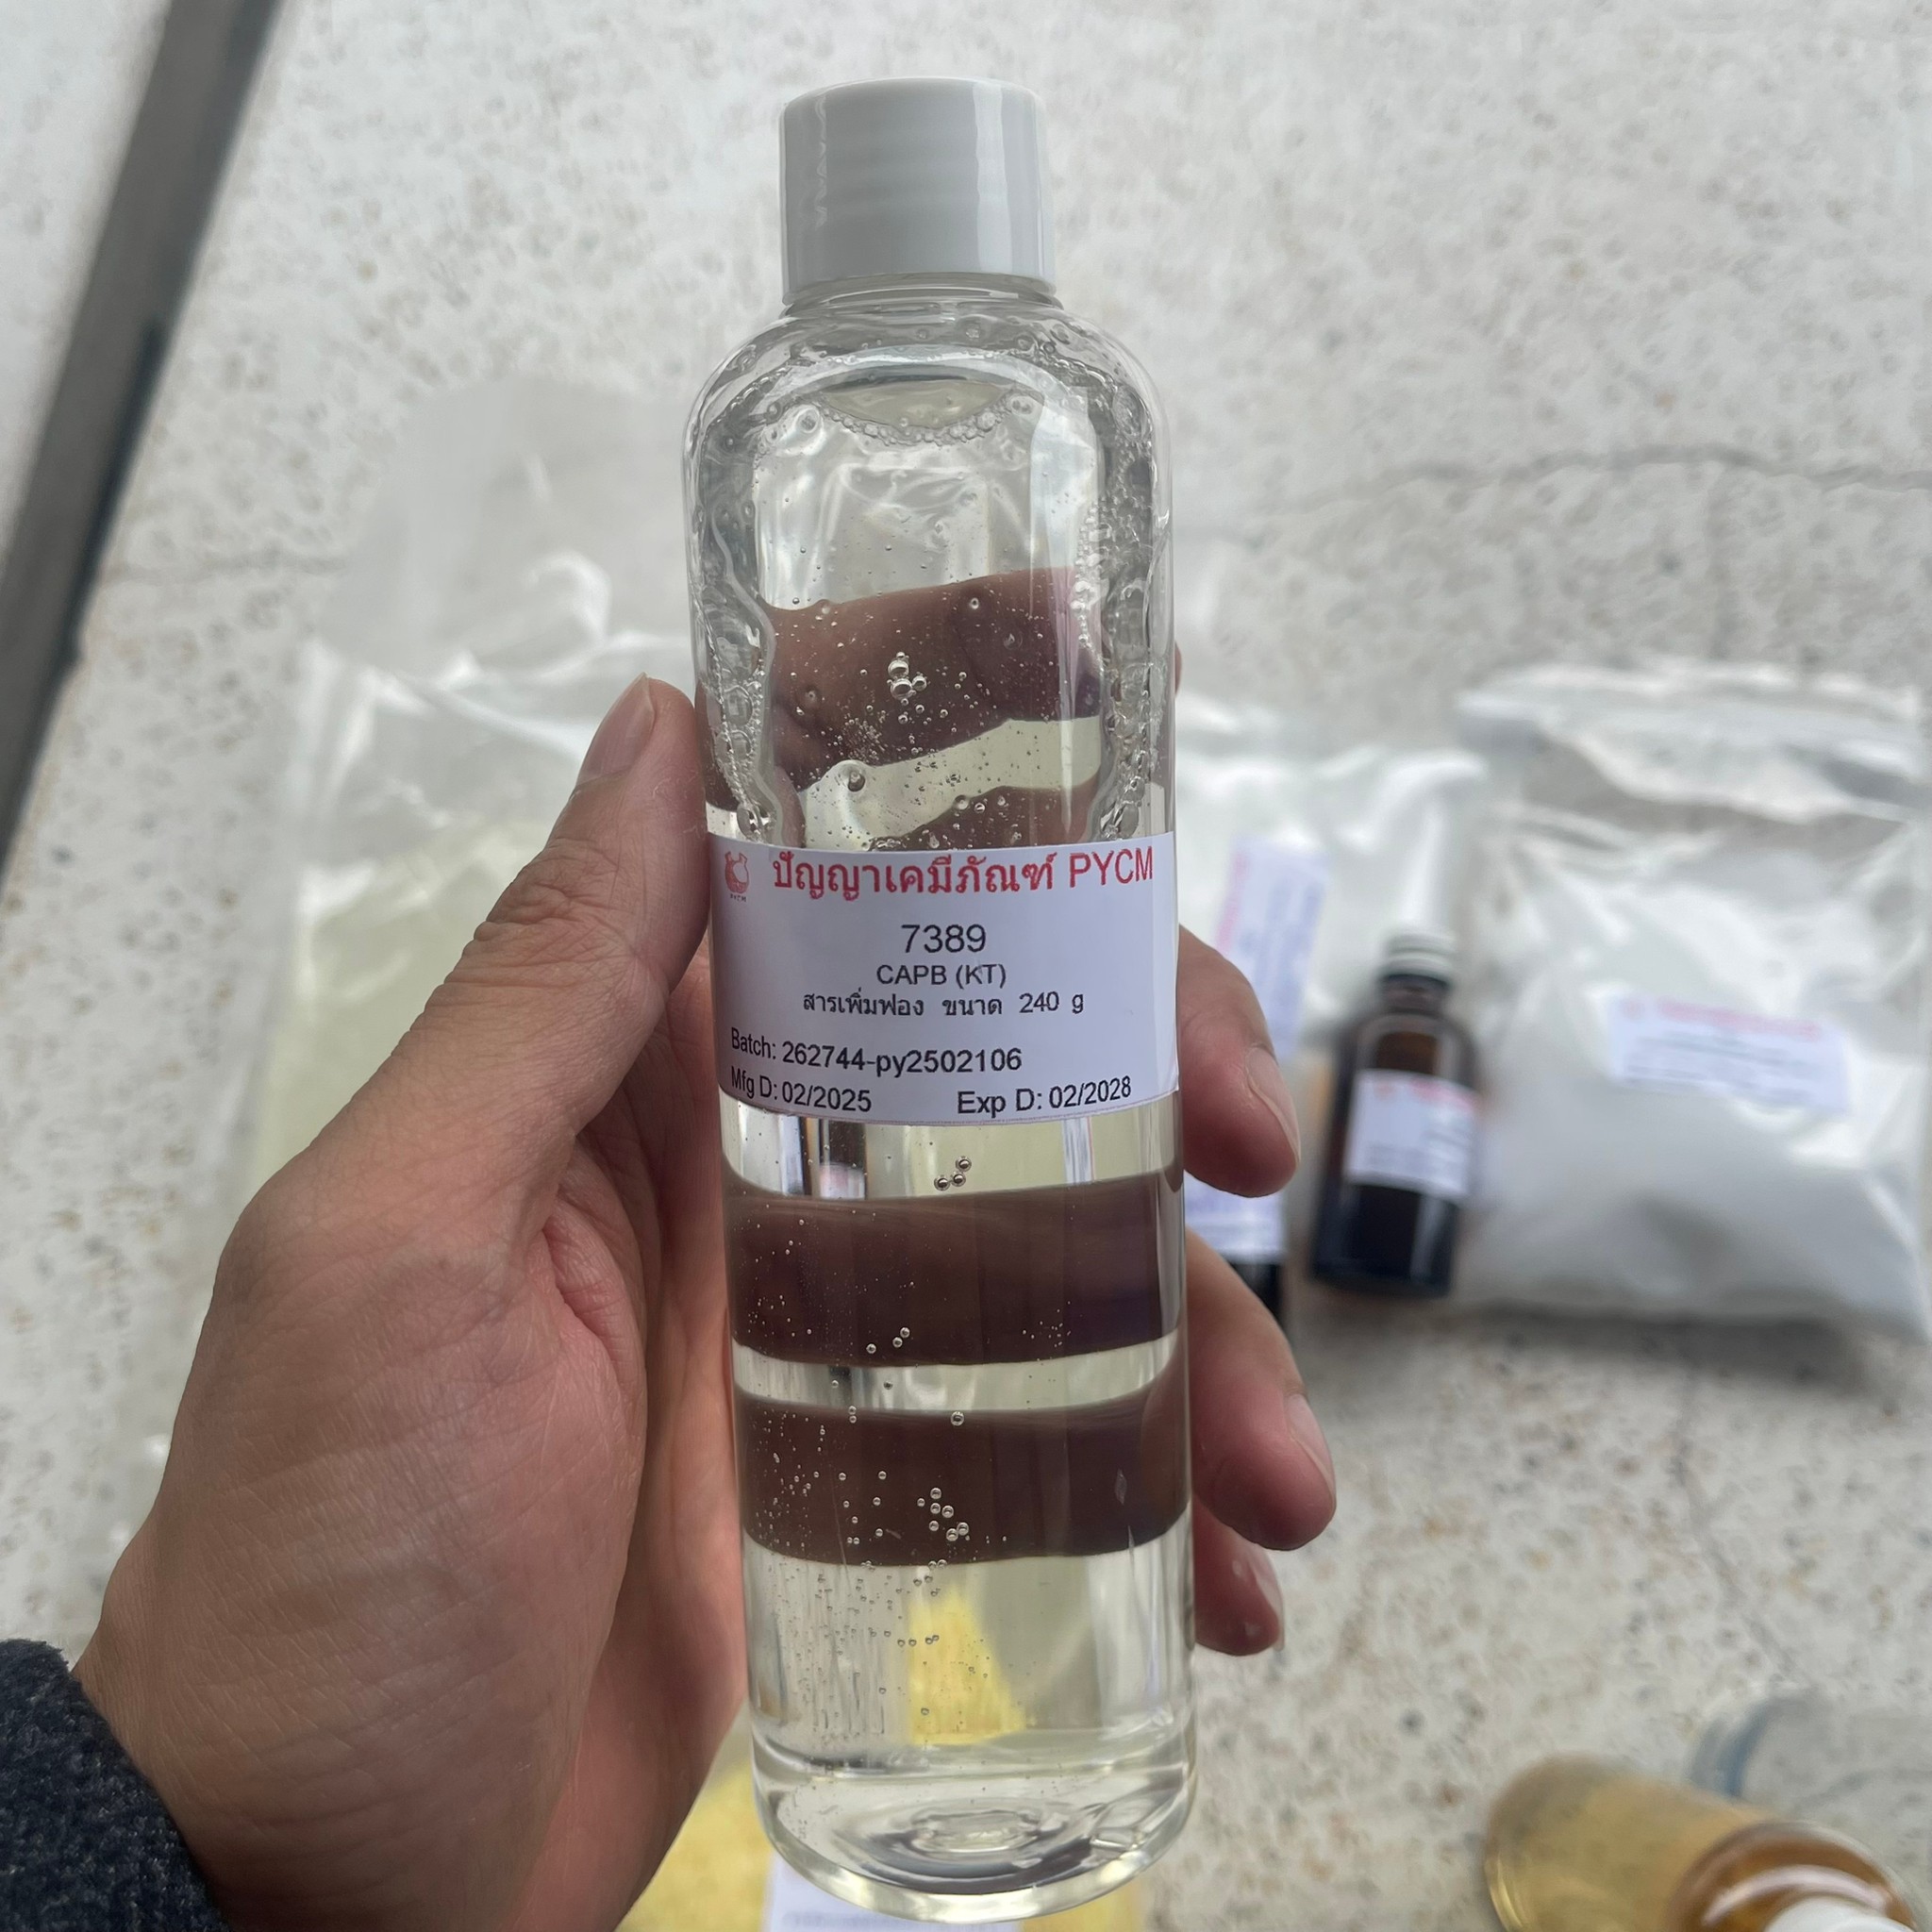 ปัญญาเคมีภัณฑ์ PYCM
PYCM
7389
CAPB (KT)
สารเพิ่มฟอง ขนาด 240 g
Batch: 262744-py2502106
Mfg D: 02/2025 Exp D: 02/2028